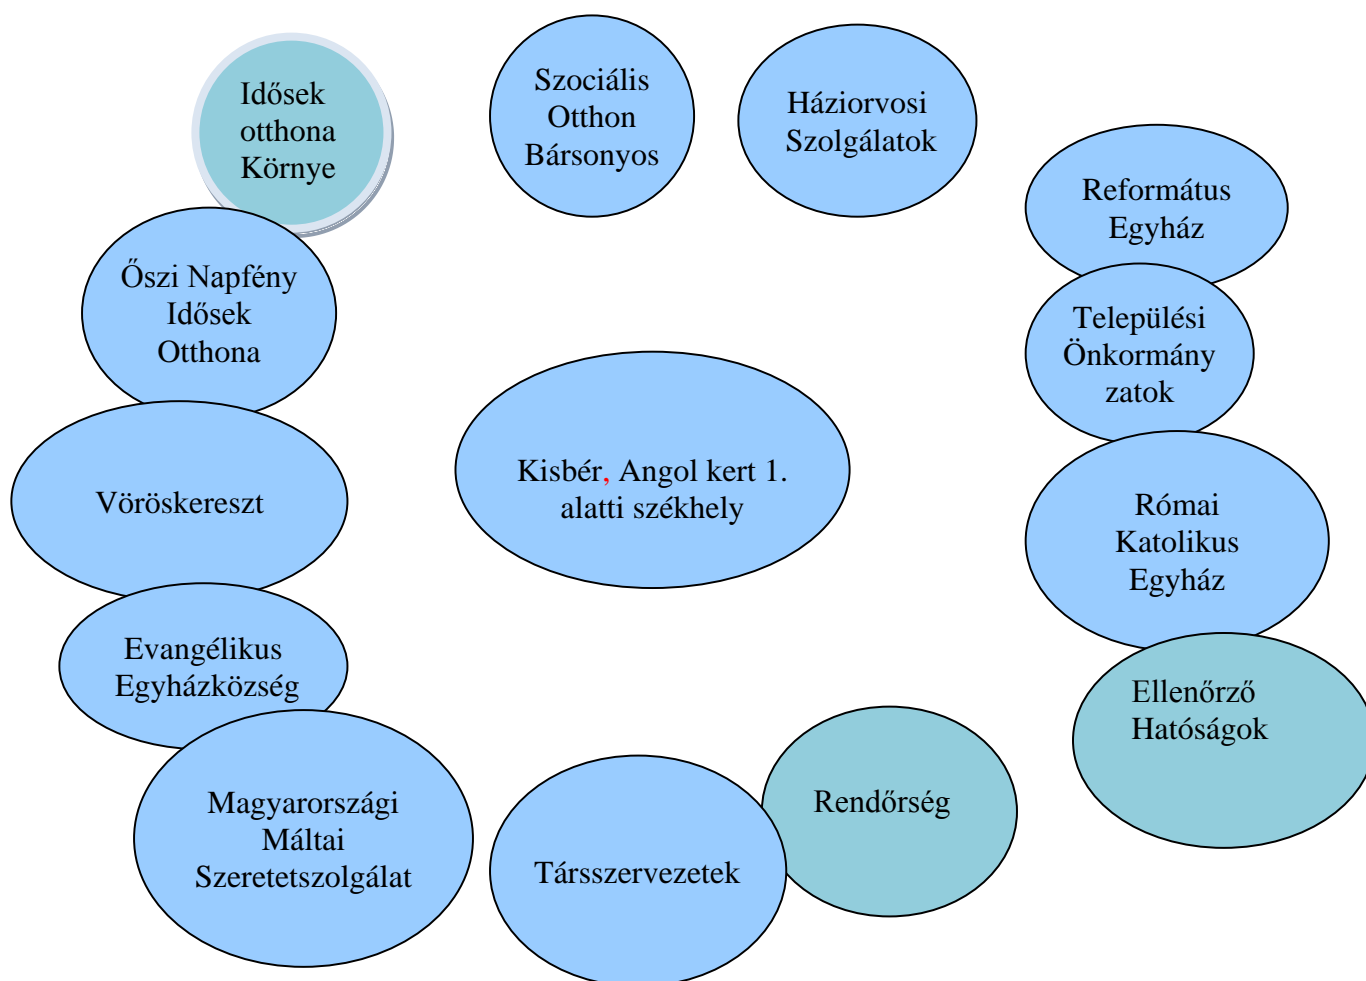 Idősek
otthona
Környe
Szociális
Otthon
Bársonyos
Háziorvosi
Szolgálatok
Református
Egyház
Őszi Napfény
Idősek
Otthona
Települési
Önkormány
zatok
Vöröskereszt
Kisbér, Angol kert 1.
alatti székhely
Római
Katolikus
Egyház
Evangélikus
Egyházközség
Ellenőrző
Hatóságok
Magyarországi
Máltai
Szeretetszolgálat
Társszervezetek
Rendőrség